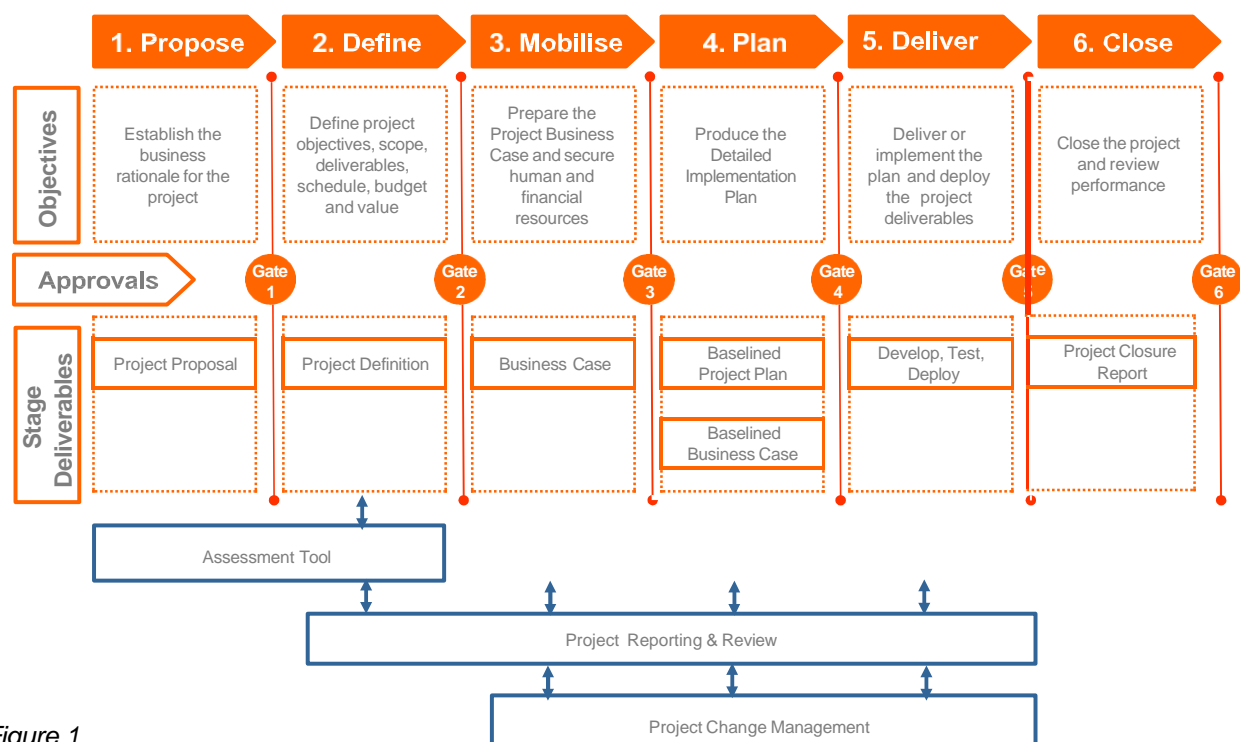 1. Propose
2. Define
3. Mobilise
4. Plan
5. Deliver
6. Close
Objectives
Establish the
business
rationale for the
project
Define project
objectives, scope,
deliverables,
schedule, budget
and value
Prepare the
Project Business
Case and secure
human and
financial
resources
Produce the
Detailed
Implementation
Plan
Deliver or
implement the
plan and deploy
the project
deliverables
Close the project
and review
performance
Approvals
Gate
1
Gate
2
Gate
3
Gate
4
Gate
5
Gate
6
Stage
Deliverables
Project Proposal
Project Definition
Business Case
Baselined
Project Plan
Baselined
Business Case
Develop, Test,
Deploy
Project Closure
Report
Assessment Tool
Project Reporting & Review
Project Change Management
Figure 1